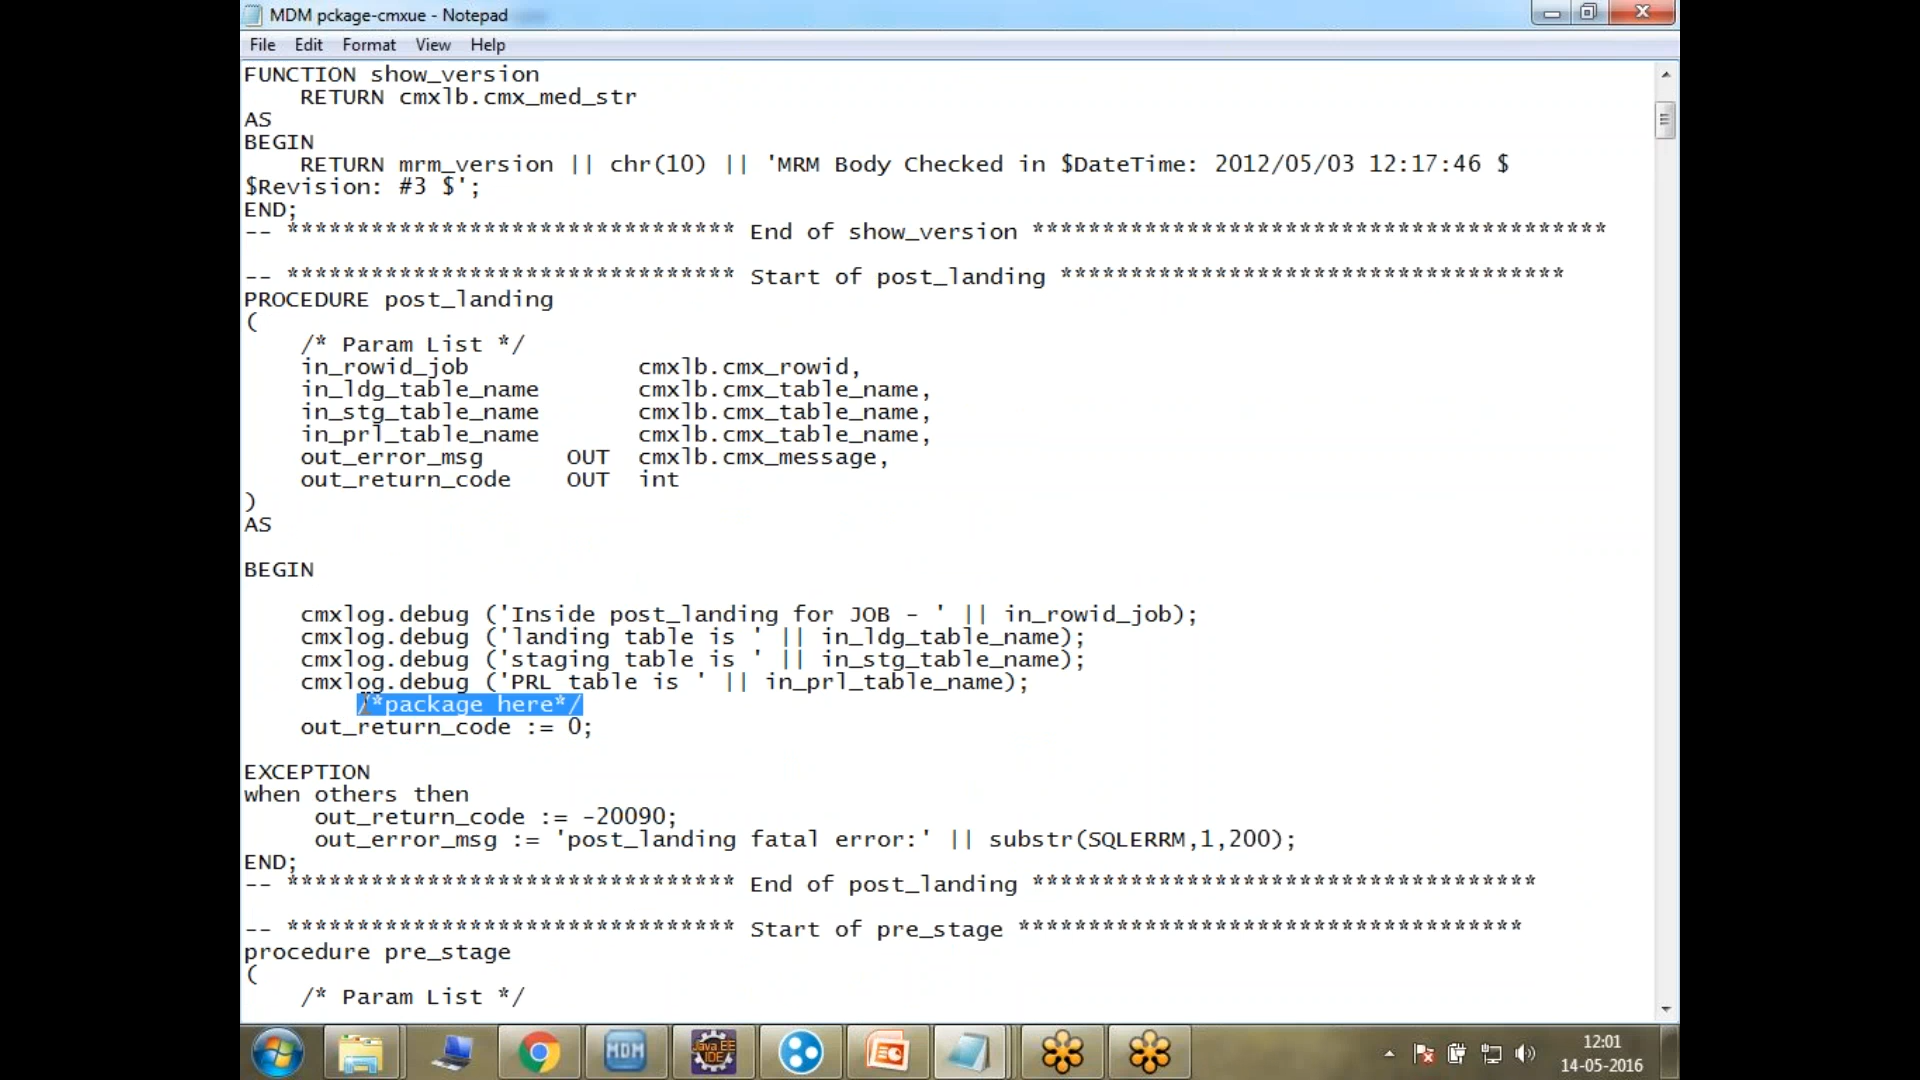 MDM pckage-cmxue - Notepad
File Edit Format View Help
FUNCTION show_version
RETURN cmxlb.cmx_med_str
AS
BEGIN
RETURN mrm_version || chr(10) || 'MRM Body Checked in $DateTime: 2012/05/03 12:17:46 $
$Revision: #3 $';
END;
-- ******************************** End of show_version *****************************************
-- ******************************** Start of post_landing ************************************
PROCEDURE post_landing
(
/* Param List */
in_rowid_job cmxlb.cmx_rowid,
in_ldg_table_name cmxlb.cmx_table_name,
in_stg_table_name cmxlb.cmx_table_name,
in_prl_table_name cmxlb.cmx_table_name,
out_error_msg OUT cmxlb.cmx_message,
out_return_code OUT int
)
AS
BEGIN
cmxlog.debug ('Inside post_landing for JOB - ' || in_rowid_job);
cmxlog.debug ('landing table is ' || in_ldg_table_name);
cmxlog.debug ('staging table is ' || in_stg_table_name);
cmxlog.debug ('PRL table is ' || in_prl_table_name);
/*package here*/
out_return_code := 0;
EXCEPTION
when others then
out_return_code := -20090;
out_error_msg := 'post_landing fatal error:' || substr(SQLERRM,1,200);
END;
-- ******************************** End of post_landing ************************************
-- ******************************** Start of pre_stage ************************************
procedure pre_stage
(
/* Param List */
MDM
Java EE
IDE
12:01
14-05-2016